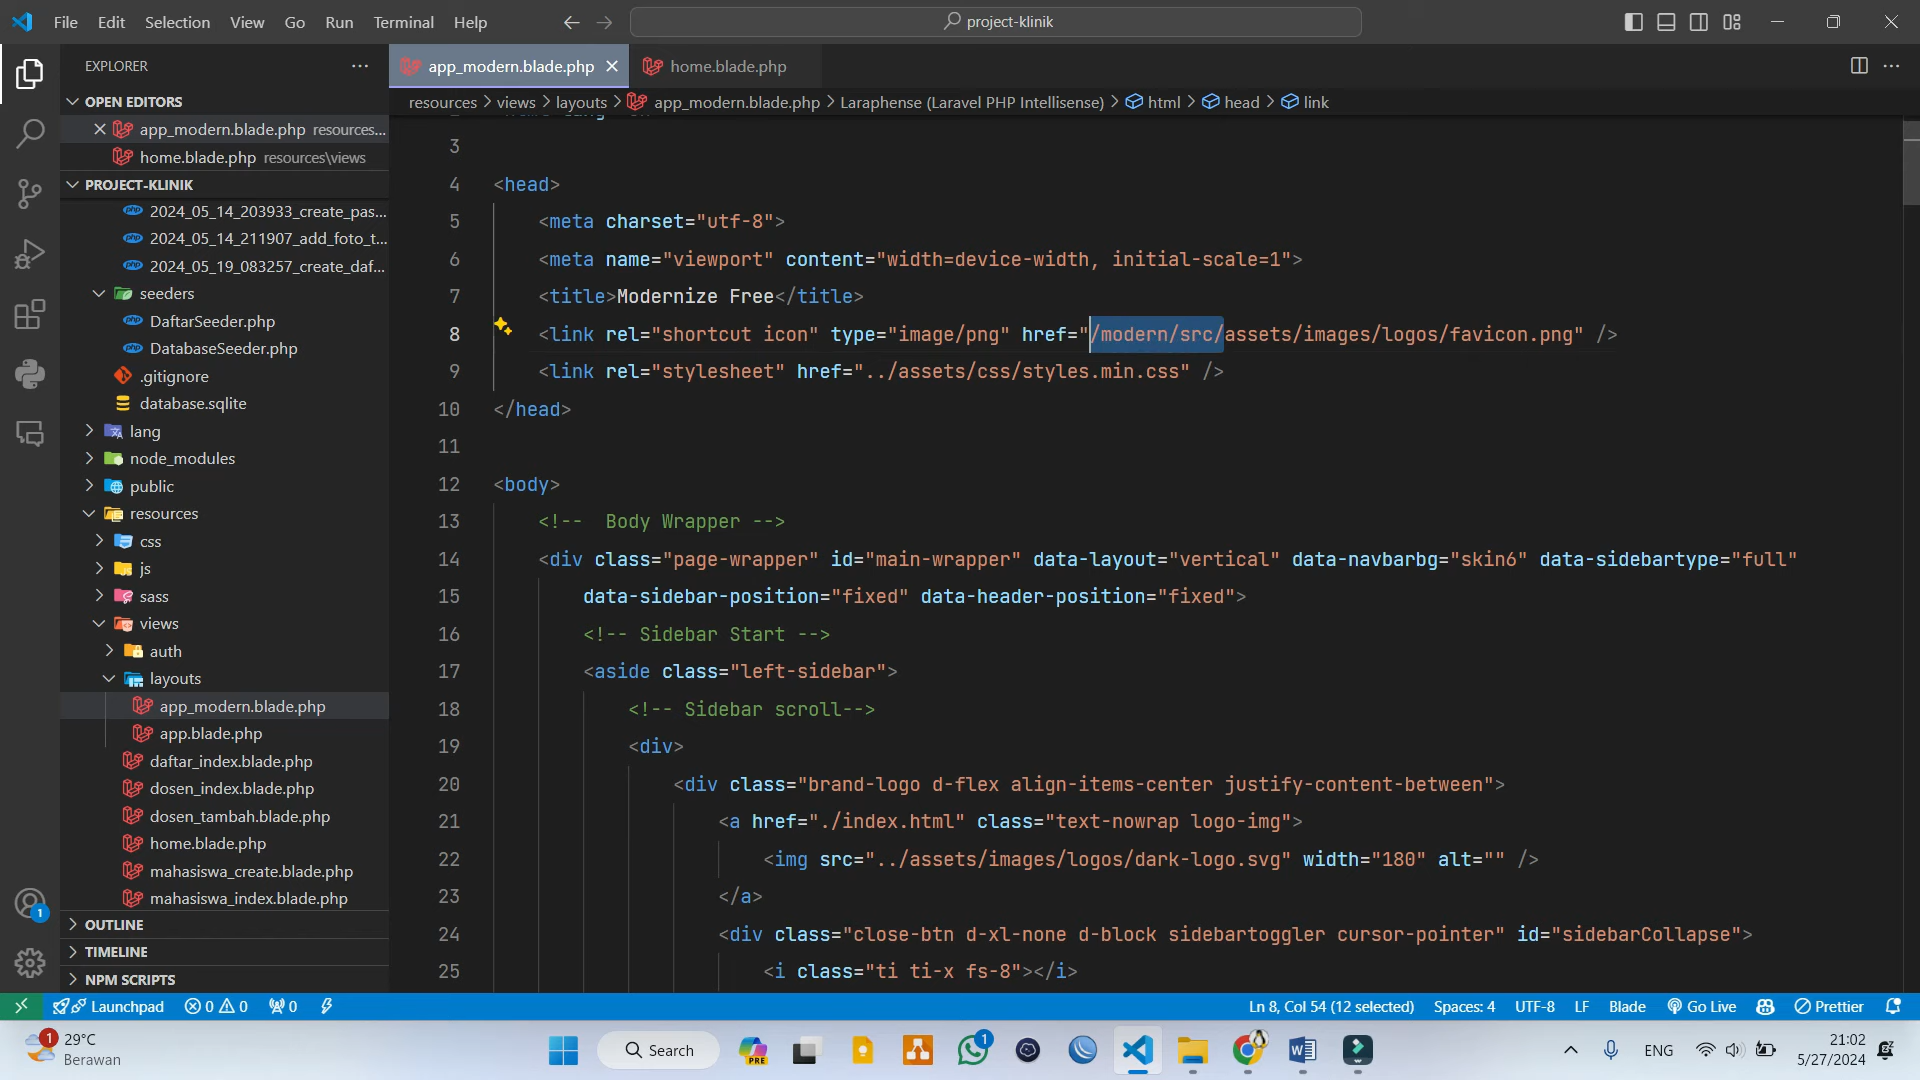 File Edit Selection View Go Run Terminal Help
project-klinik
EXPLORER
OPEN EDITORS
app_modern.blade.php resources...
home.blade.php resources\views
PROJECT-KLINIK
2024_05_14_203933_create_pas...
2024_05_14_211907_add_foto_t...
2024_05_19_083257_create_daf...
seeders
DaftarSeeder.php
DatabaseSeeder.php
.gitignore
database.sqlite
lang
node_modules
public
resources
css
js
sass
views
auth
layouts
app_modern.blade.php
app.blade.php
daftar_index.blade.php
dosen_index.blade.php
dosen_tambah.blade.php
home.blade.php
mahasiswa_create.blade.php
mahasiswa_index.blade.php
OUTLINE
TIMELINE
NPM SCRIPTS
app_modern.blade.php home.blade.php
resources > views > layouts > app_modern.blade.php > Laraphense (Laravel PHP Intellisense) > html > head > link
3
4 <head>
5 <meta charset="utf-8">
6 <meta name="viewport" content="width=device-width, initial-scale=1">
7 <title>Modernize Free</title>
8 <link rel="shortcut icon" type="image/png" href="/modern/src/assets/images/logos/favicon.png" />
9 <link rel="stylesheet" href="../assets/css/styles.min.css" />
10 </head>
11
12 <body>
13 <!--  Body Wrapper -->
14 <div class="page-wrapper" id="main-wrapper" data-layout="vertical" data-navbarbg="skin6" data-sidebartype="full"
15 data-sidebar-position="fixed" data-header-position="fixed">
16 <!-- Sidebar Start -->
17 <aside class="left-sidebar">
18 <!-- Sidebar scroll-->
19 <div>
20 <div class="brand-logo d-flex align-items-center justify-content-between">
21 <a href="./index.html" class="text-nowrap logo-img">
22 <img src="../assets/images/logos/dark-logo.svg" width="180" alt="" />
23 </a>
24 <div class="close-btn d-xl-none d-block sidebartoggler cursor-pointer" id="sidebarCollapse">
25 <i class="ti ti-x fs-8"></i>
1
Launchpad 0 0 0
Ln 8, Col 54 (12 selected) Spaces: 4 UTF-8 LF Blade Go Live Prettier
1
29°C
Berawan
Search
PRE
1
ENG
21:02
5/27/2024